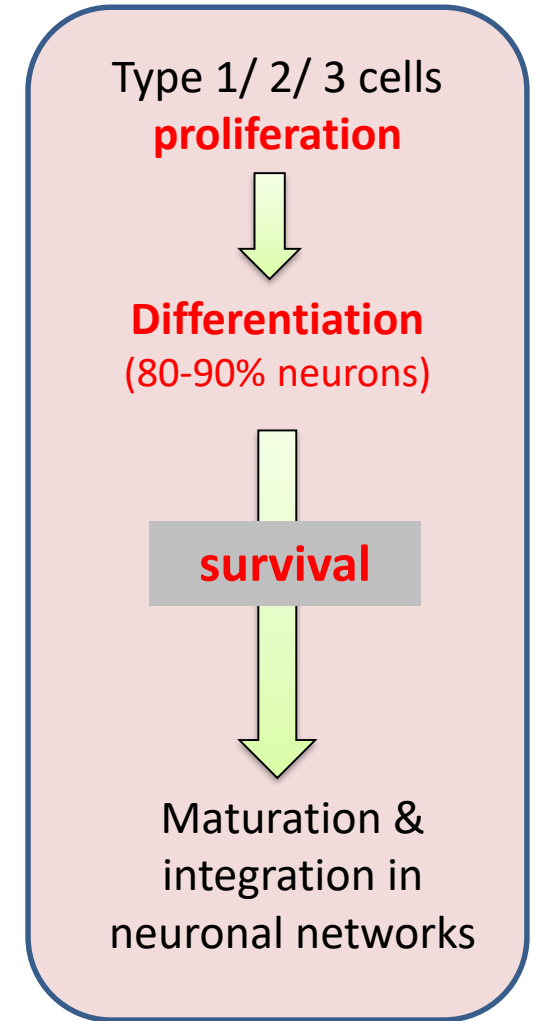 Type 1/ 2/ 3 cells
proliferation
Differentiation
(80-90% neurons)
survival
Maturation &
integration in
neuronal networks